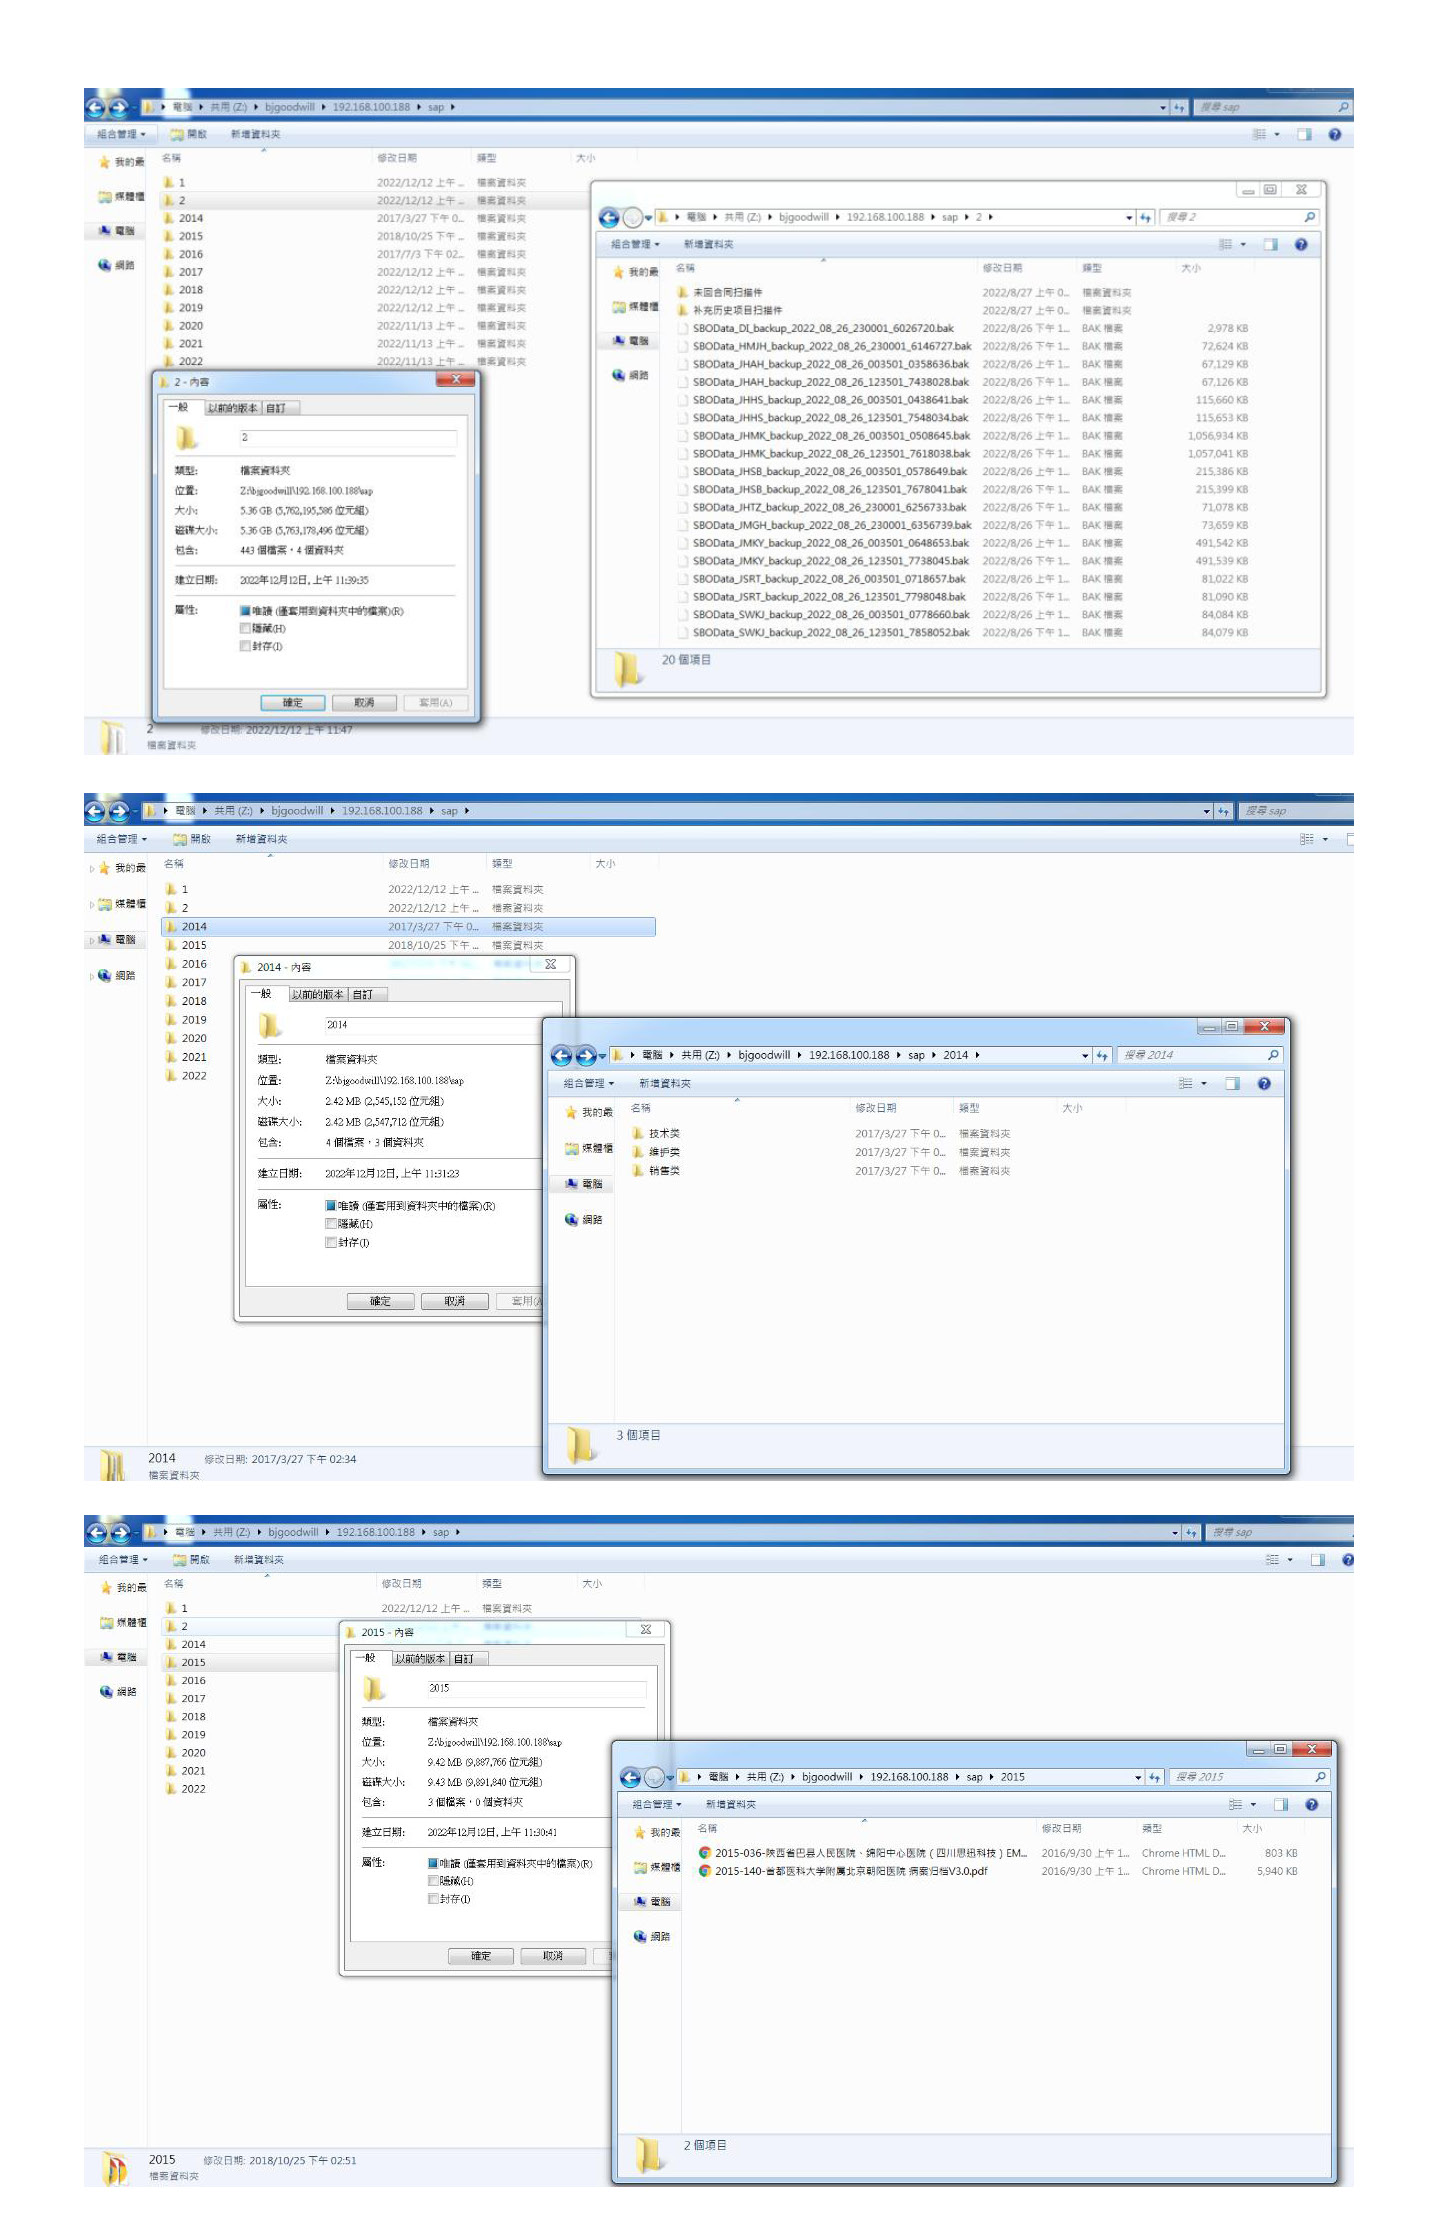 電腦 ▸ 共用 (Z:) ▸ bjgoodwill ▸ 192.168.100.188 ▸ sap ▸ 搜尋 sap
組合管理 開啟 新增資料夾
我的最 名稱 修改日期 類型 大小
1 2022/12/12 上午 ... 檔案資料夾
媒體櫃 2 2022/12/12 上午 ... 檔案資料夾
2014 2017/3/27 下午 0... 檔案資料夾
電腦 2015 2018/10/25 下午 ... 檔案資料夾
2016 2017/7/3 下午 02... 檔案資料夾
網路 2017 2022/12/12 上午 ... 檔案資料夾
2018 2022/12/12 上午 ... 檔案資料夾
2019 2022/12/12 上午 ... 檔案資料夾
2020 2022/11/13 上午 ... 檔案資料夾
2021 2022/11/13 上午 ... 檔案資料夾
2022 2022/11/13 上午 ... 檔案資料夾
2 - 內容
一般 以前的版本 自訂
2
類型: 檔案資料夾
位置: Z:\bjgoodwill\192.168.100.188\sap
大小: 5.36 GB (5,762,195,586 位元組)
磁碟大小: 5.36 GB (5,763,178,496 位元組)
包含: 443 個檔案，4 個資料夾
建立日期: 2022年12月12日, 上午 11:39:35
屬性: 唯讀 (僅套用到資料夾中的檔案)(R)
隱藏(H)
封存(I)
確定 取消 套用(A)
2 修改日期: 2022/12/12 上午 11:47
檔案資料夾
電腦 ▸ 共用 (Z:) ▸ bjgoodwill ▸ 192.168.100.188 ▸ sap ▸ 2 ▸ 搜尋 2
組合管理 新增資料夾
我的最 名稱 修改日期 類型 大小
未回合同扫描件 2022/8/27 上午 0... 檔案資料夾
媒體櫃 补充历史项目扫描件 2022/8/27 上午 0... 檔案資料夾
SBOData_DI_backup_2022_08_26_230001_6026720.bak 2022/8/26 下午 1... BAK 檔案 2,978 KB
電腦 SBOData_HMJH_backup_2022_08_26_230001_6146727.bak 2022/8/26 下午 1... BAK 檔案 72,624 KB
SBOData_JHAH_backup_2022_08_26_003501_0358636.bak 2022/8/26 上午 1... BAK 檔案 67,129 KB
網路 SBOData_JHAH_backup_2022_08_26_123501_7438028.bak 2022/8/26 下午 1... BAK 檔案 67,126 KB
SBOData_JHHS_backup_2022_08_26_003501_0438641.bak 2022/8/26 上午 1... BAK 檔案 115,660 KB
SBOData_JHHS_backup_2022_08_26_123501_7548034.bak 2022/8/26 下午 1... BAK 檔案 115,653 KB
SBOData_JHMK_backup_2022_08_26_003501_0508645.bak 2022/8/26 上午 1... BAK 檔案 1,056,934 KB
SBOData_JHMK_backup_2022_08_26_123501_7618038.bak 2022/8/26 下午 1... BAK 檔案 1,057,041 KB
SBOData_JHSB_backup_2022_08_26_003501_0578649.bak 2022/8/26 上午 1... BAK 檔案 215,386 KB
SBOData_JHSB_backup_2022_08_26_123501_7678041.bak 2022/8/26 下午 1... BAK 檔案 215,399 KB
SBOData_JHTZ_backup_2022_08_26_230001_6256733.bak 2022/8/26 下午 1... BAK 檔案 71,078 KB
SBOData_JMGH_backup_2022_08_26_230001_6356739.bak 2022/8/26 下午 1... BAK 檔案 73,659 KB
SBOData_JMKY_backup_2022_08_26_003501_0648653.bak 2022/8/26 上午 1... BAK 檔案 491,542 KB
SBOData_JMKY_backup_2022_08_26_123501_7738045.bak 2022/8/26 下午 1... BAK 檔案 491,539 KB
SBOData_JSRT_backup_2022_08_26_003501_0718657.bak 2022/8/26 上午 1... BAK 檔案 81,022 KB
SBOData_JSRT_backup_2022_08_26_123501_7798048.bak 2022/8/26 下午 1... BAK 檔案 81,090 KB
SBOData_SWKJ_backup_2022_08_26_003501_0778660.bak 2022/8/26 上午 1... BAK 檔案 84,084 KB
SBOData_SWKJ_backup_2022_08_26_123501_7858052.bak 2022/8/26 下午 1... BAK 檔案 84,079 KB
20 個項目
電腦 ▸ 共用 (Z:) ▸ bjgoodwill ▸ 192.168.100.188 ▸ sap ▸ 搜尋 sap
組合管理 開啟 新增資料夾
我的最 名稱 修改日期 類型 大小
1 2022/12/12 上午 ... 檔案資料夾
媒體櫃 2 2022/12/12 上午 ... 檔案資料夾
2014 2017/3/27 下午 0... 檔案資料夾
電腦 2015 2018/10/25 下午 ... 檔案資料夾
2016
網路 2017
2018
2019
2020
2021
2022
2014 - 內容
一般 以前的版本 自訂
2014
類型: 檔案資料夾
位置: Z:\bjgoodwill\192.168.100.188\sap
大小: 2.42 MB (2,545,152 位元組)
磁碟大小: 2.42 MB (2,547,712 位元組)
包含: 4 個檔案，3 個資料夾
建立日期: 2022年12月12日, 上午 11:31:23
屬性: 唯讀 (僅套用到資料夾中的檔案)(R)
隱藏(H)
封存(I)
確定 取消 套用(A
電腦 ▸ 共用 (Z:) ▸ bjgoodwill ▸ 192.168.100.188 ▸ sap ▸ 2014 ▸ 搜尋 2014
組合管理 新增資料夾
我的最 名稱 修改日期 類型 大小
技术类 2017/3/27 下午 0... 檔案資料夾
媒體櫃 维护类 2017/3/27 下午 0... 檔案資料夾
销售类 2017/3/27 下午 0... 檔案資料夾
電腦
網路
3 個項目
2014 修改日期: 2017/3/27 下午 02:34
檔案資料夾
電腦 ▸ 共用 (Z:) ▸ bjgoodwill ▸ 192.168.100.188 ▸ sap ▸ 搜尋 sap
組合管理 開啟 新增資料夾
我的最 名稱 修改日期 類型 大小
1 2022/12/12 上午 ... 檔案資料夾
媒體櫃 2
2014
電腦 2015
2016
網路 2017
2018
2019
2020
2021
2022
2015 - 內容
一般 以前的版本 自訂
2015
類型: 檔案資料夾
位置: Z:\bjgoodwill\192.168.100.188\sap
大小: 9.42 MB (9,887,766 位元組)
磁碟大小: 9.43 MB (9,891,840 位元組)
包含: 3 個檔案，0 個資料夾
建立日期: 2022年12月12日, 上午 11:30:41
屬性: 唯讀 (僅套用到資料夾中的檔案)(R)
隱藏(H)
封存(I)
確定 取消
電腦 ▸ 共用 (Z:) ▸ bjgoodwill ▸ 192.168.100.188 ▸ sap ▸ 2015 搜尋 2015
組合管理 新增資料夾
我的最 名稱 修改日期 類型 大小
2015-036-陕西省巴县人民医院、绵阳中心医院（四川思迅科技）EM... 2016/9/30 上午 1... Chrome HTML D... 803 KB
媒體櫃 2015-140-首都医科大学附属北京朝阳医院 病案归档V3.0.pdf 2016/9/30 上午 1... Chrome HTML D... 5,940 KB
電腦
網路
2 個項目
2015 修改日期: 2018/10/25 下午 02:51
檔案資料夾